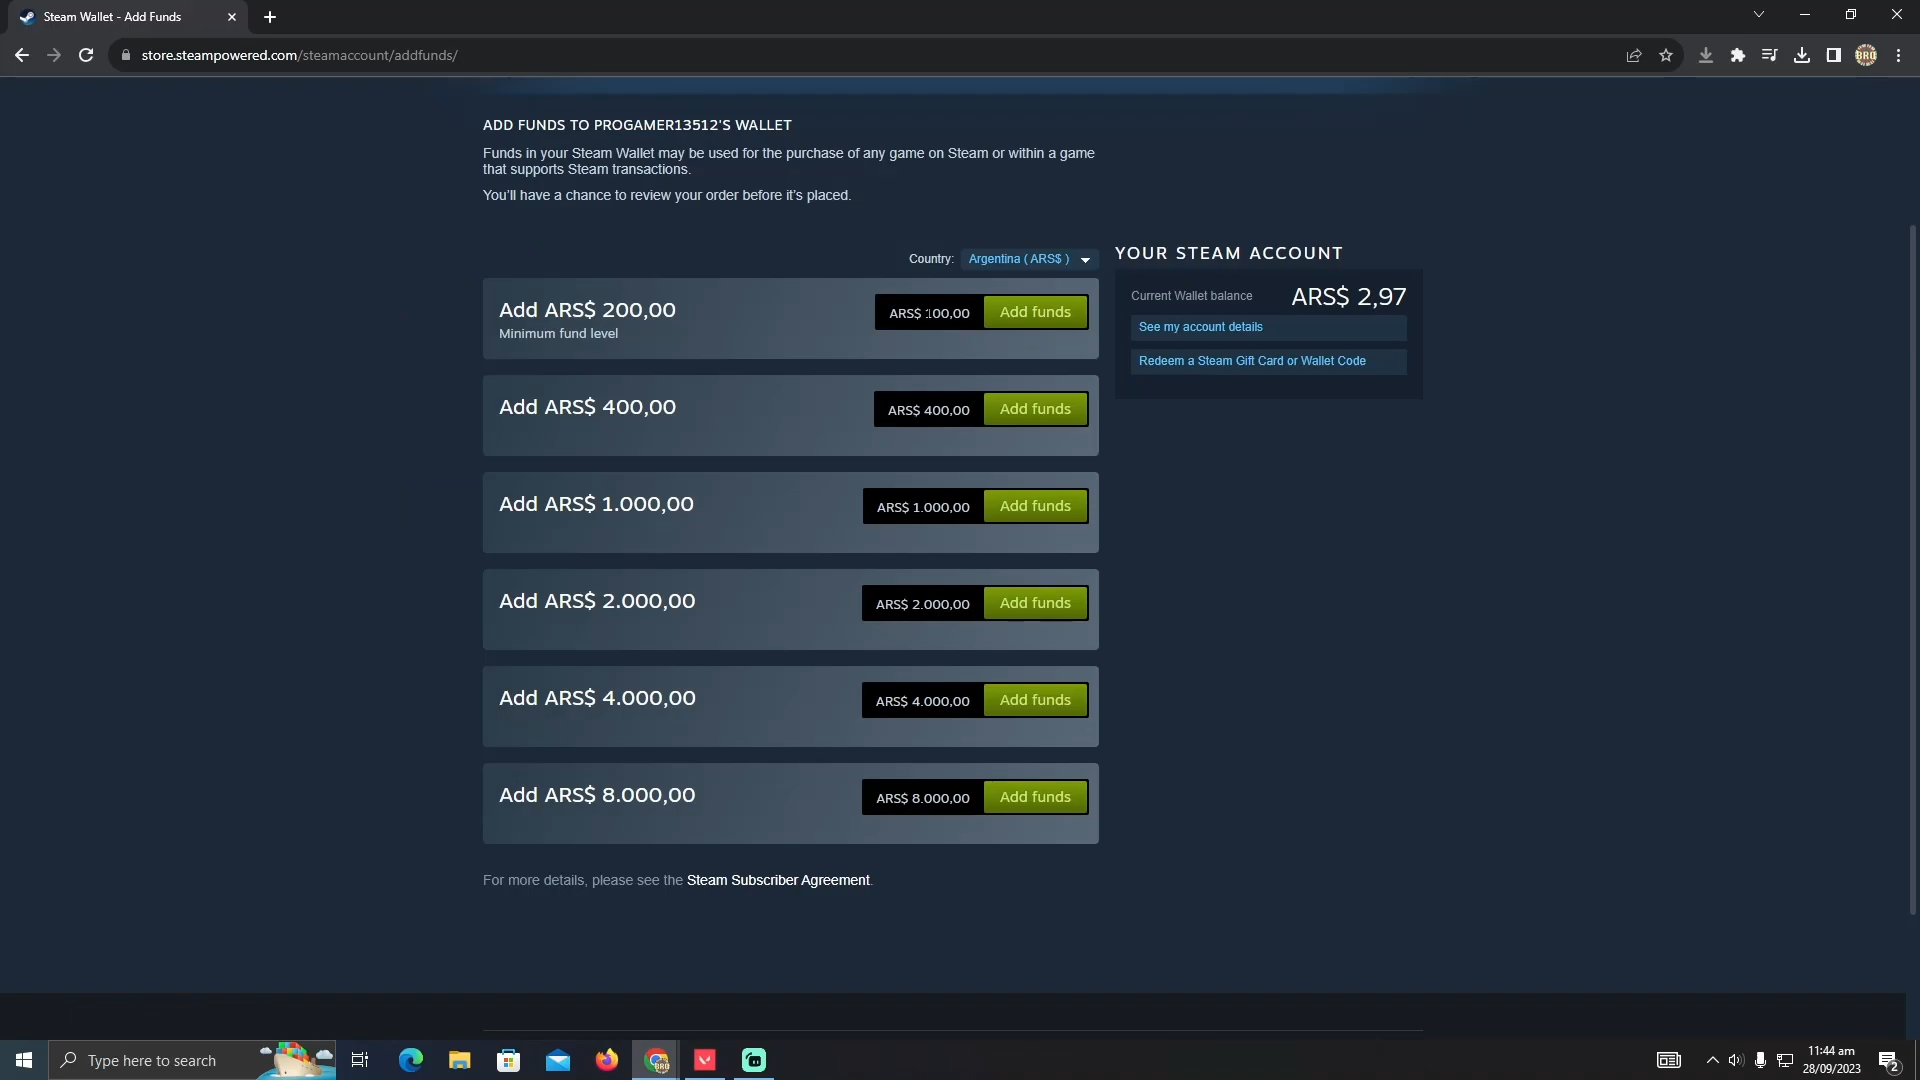 Steam Wallet - Add Funds
store.steampowered.com/steamaccount/addfunds/
BRO
ADD FUNDS TO PROGAMER13512'S WALLET
Funds in your Steam Wallet may be used for the purchase of any game on Steam or within a game
that supports Steam transactions.
You'll have a chance to review your order before it's placed.
Country: Argentina ( ARS$ )
Add ARS$ 200,00
Minimum fund level
ARS$ 100,00 Add funds
Add ARS$ 400,00
ARS$ 400,00 Add funds
Add ARS$ 1.000,00
ARS$ 1.000,00 Add funds
Add ARS$ 2.000,00
ARS$ 2.000,00 Add funds
Add ARS$ 4.000,00
ARS$ 4.000,00 Add funds
Add ARS$ 8.000,00
ARS$ 8.000,00 Add funds
For more details, please see the Steam Subscriber Agreement.
YOUR STEAM ACCOUNT
Current Wallet balance ARS$ 2,97
See my account details
Redeem a Steam Gift Card or Wallet Code
Type here to search
BRO
11:44 am
28/09/2023
2